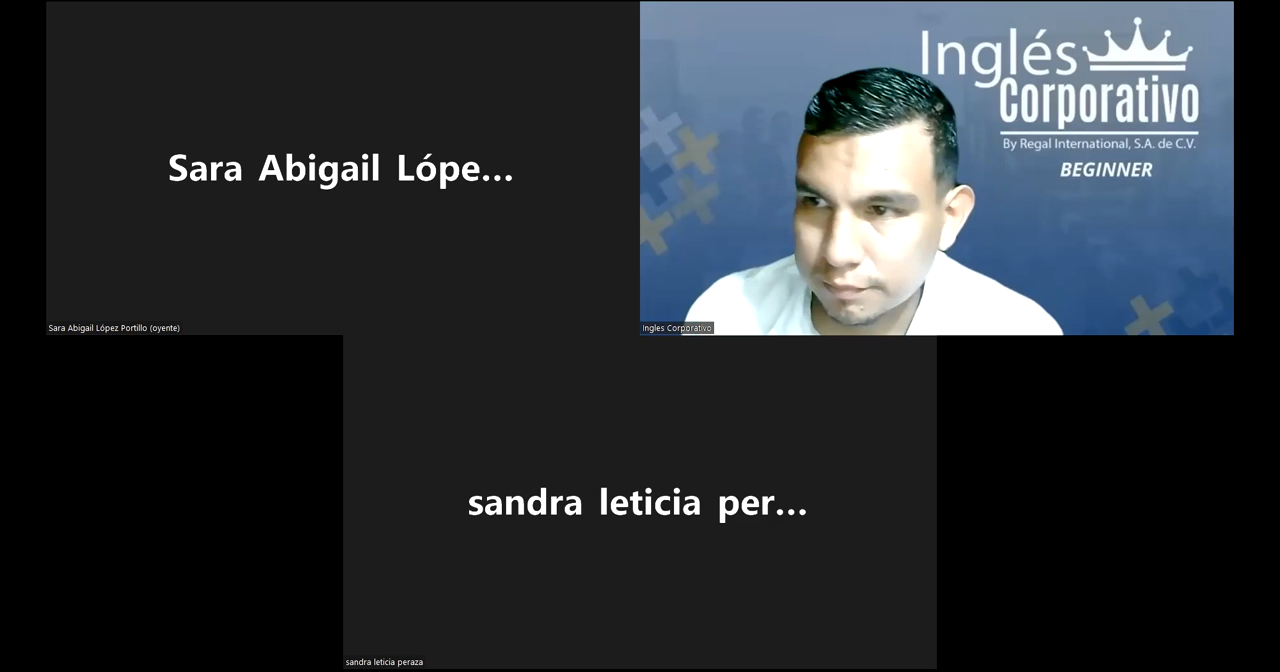 Sara Abigail Lópe...
Sara Abigail López Portillo (oyente)
Inglés
Corporativo
By Regal International, S.A. de C.V.
BEGINNER
Ingles Corporativo
sandra leticia per...
sandra leticia peraza